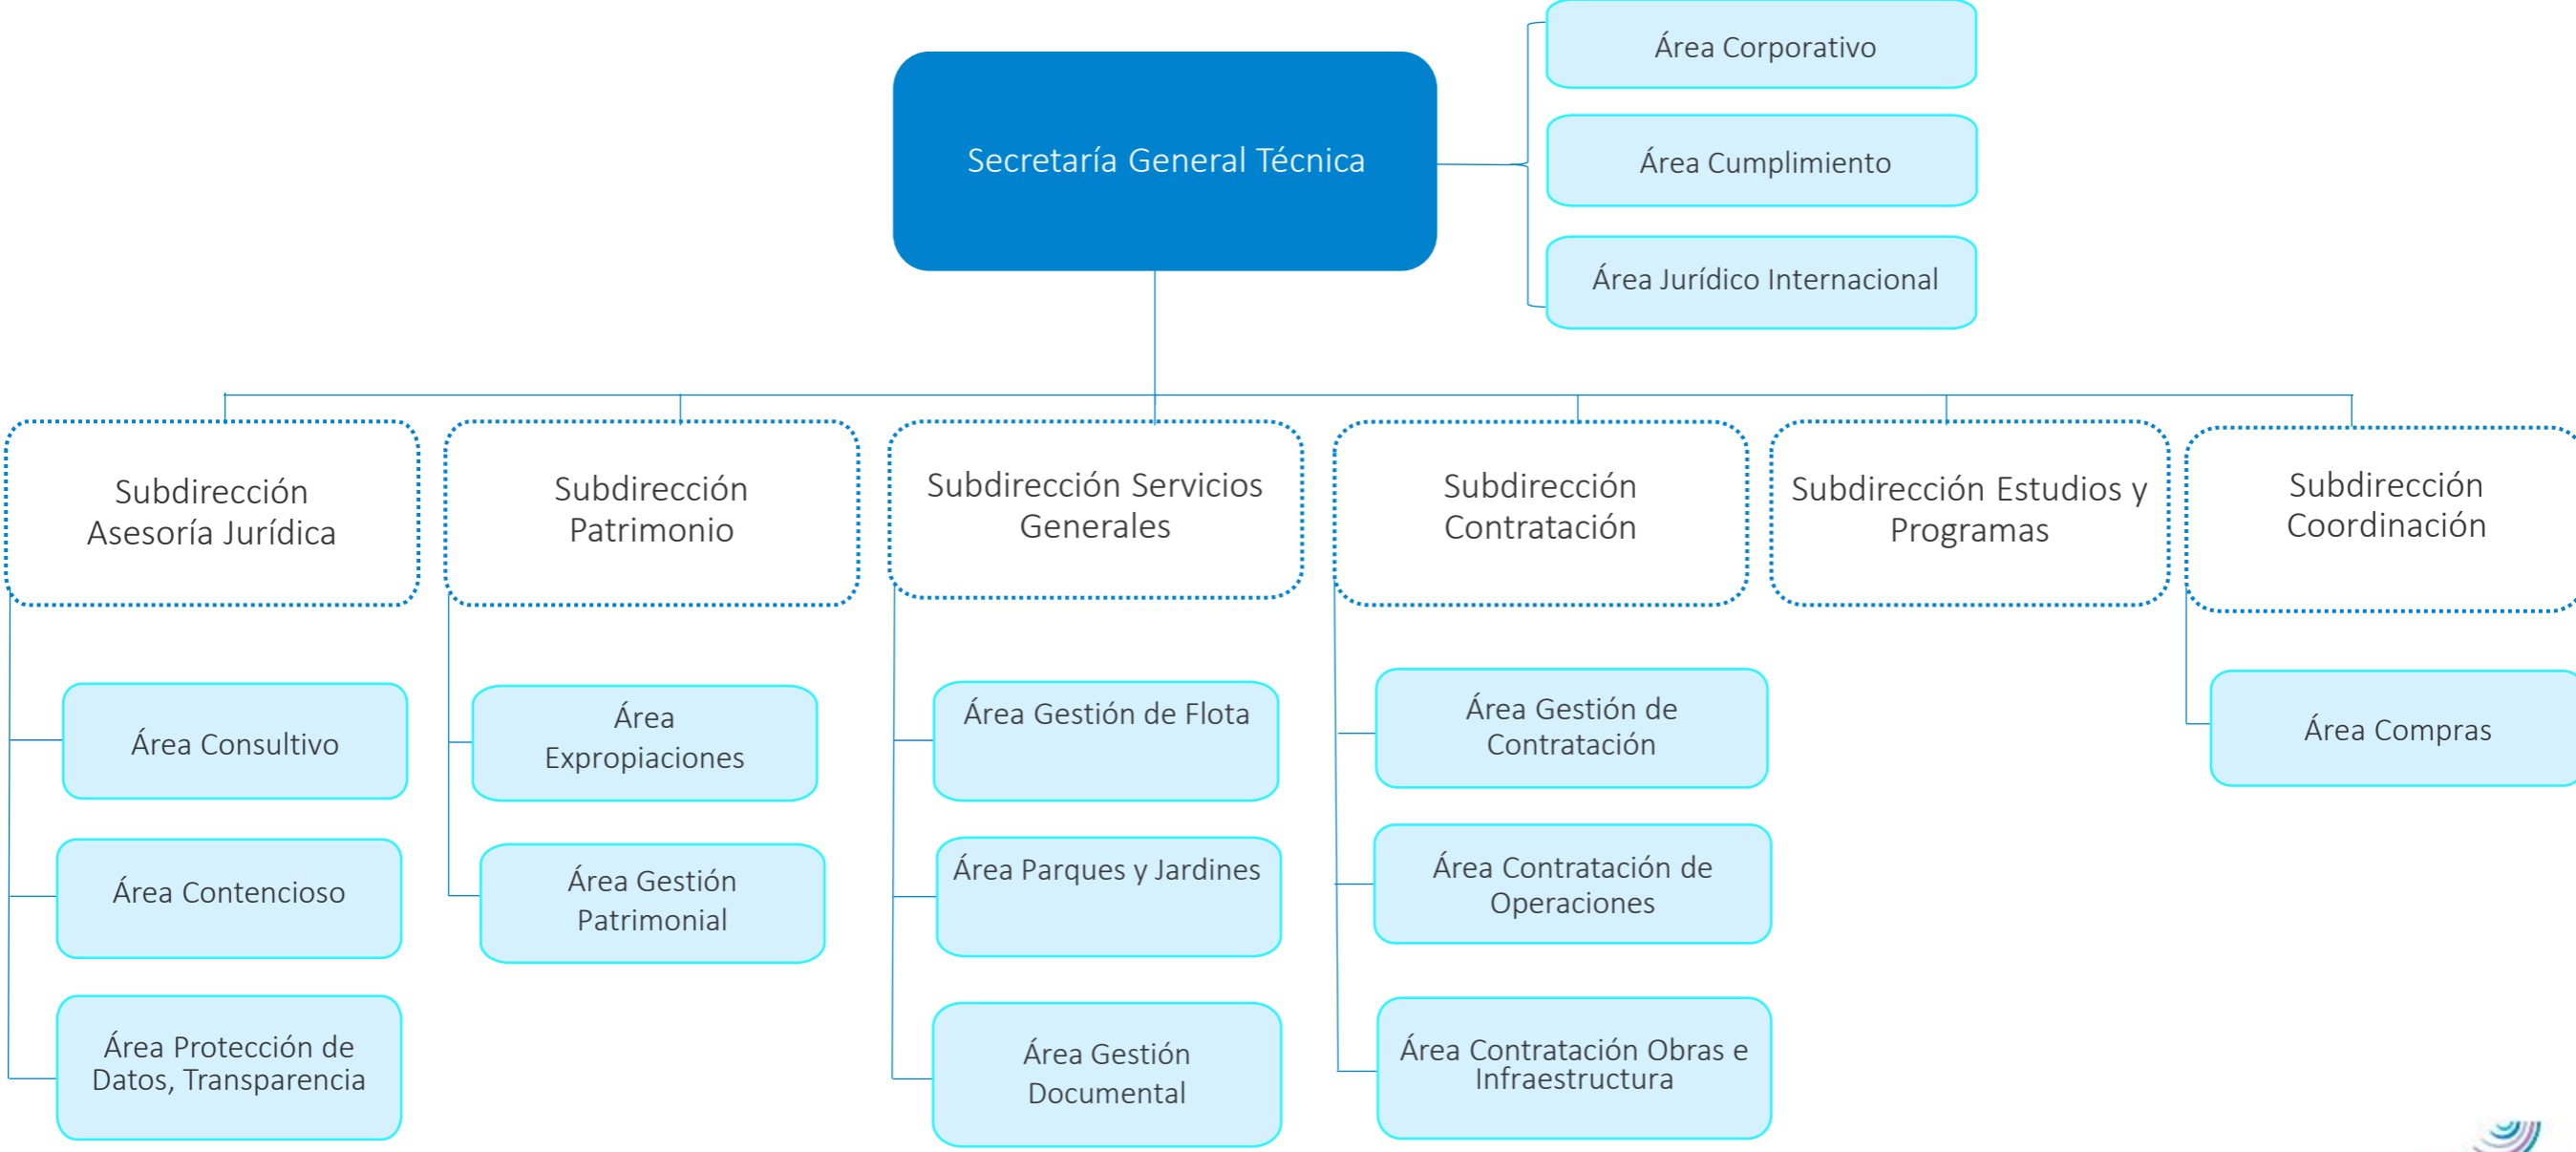 Área Corporativo
Secretaría General Técnica
Área Cumplimiento
Área Jurídico Internacional
Subdirección
Asesoría Jurídica
Subdirección
Patrimonio
Subdirección Servicios
Generales
Subdirección
Contratación
Subdirección Estudios y
Programas
Subdirección
Coordinación
Área Consultivo
Área
Expropiaciones
Área Gestión de Flota
Área Gestión de
Contratación
Área Compras
Área Contencioso
Área Gestión
Patrimonial
Área Parques y Jardines
Área Contratación de
Operaciones
Área Protección de
Datos, Transparencia
Área Gestión
Documental
Área Contratación Obras e
Infraestructura